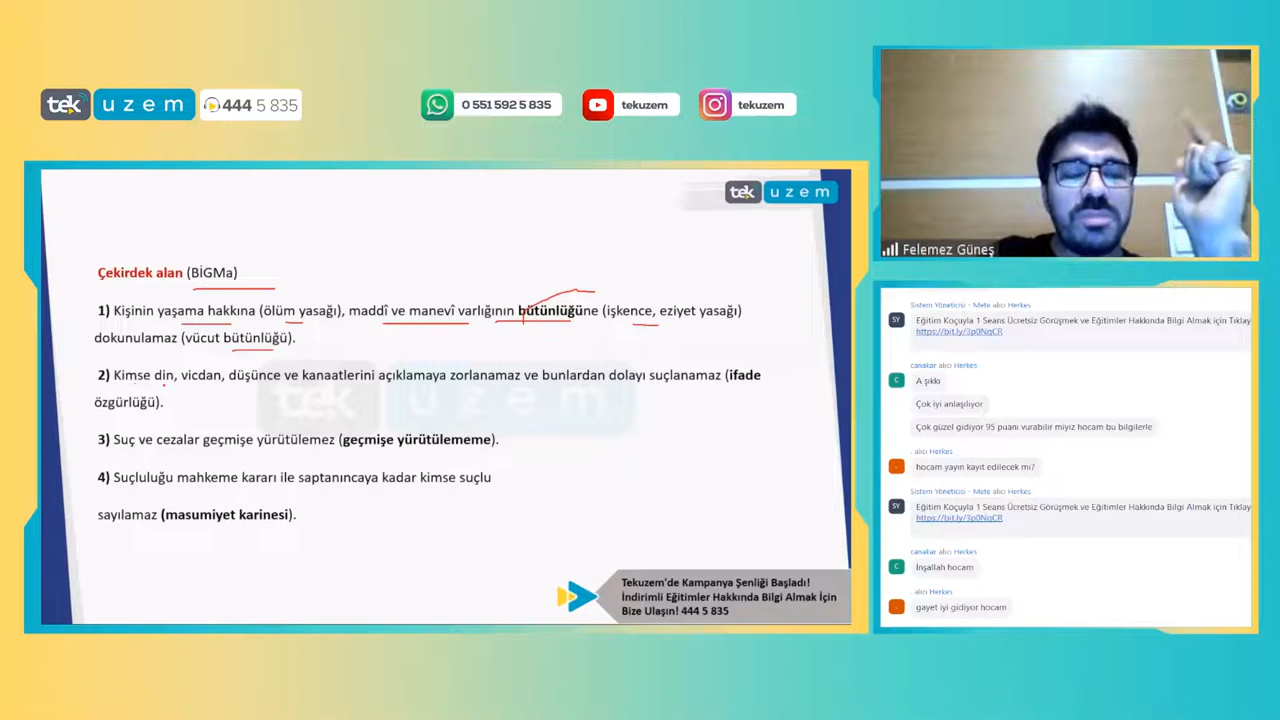 tek uzem 444 5 835
0 551 592 5 835
tekuzem
tekuzem
tek uzem
Çekirdek alan (BİGMa)
1) Kişinin yaşama hakkına (ölüm yasağı), maddî ve manevî varlığının bütünlüğüne (işkence, eziyet yasağı)
dokunulamaz (vücut bütünlüğü).
2) Kimse din, vicdan, düşünce ve kanaatlerini açıklamaya zorlanamaz ve bunlardan dolayı suçlanamaz (ifade
özgürlüğü).
3) Suç ve cezalar geçmişe yürütülemez (geçmişe yürütülememe).
4) Suçluluğu mahkeme kararı ile saptanıncaya kadar kimse suçlu
sayılamaz (masumiyet karinesi).
tek uzem
Tekuzem'de Kampanya Şenliği Başladı!
İndirimli Eğitimler Hakkında Bilgi Almak İçin
Bize Ulaşın! 444 5 835
Felemez Güneş
Sistem Yöneticisi - Mete alıcı Herkes
SY
Eğitim Koçuyla 1 Seans Ücretsiz Görüşmek ve Eğitimler Hakkında Bilgi Almak için Tıklay
https://bit.ly/3p0NqCR
canakar alıcı Herkes
C
A şıkkı
Çok iyi anlaşılıyor
Çok güzel gidiyor 95 puanı vurabilir miyiz hocam bu bilgilerle
. alıcı Herkes
.
hocam yayın kayıt edilecek mi?
Sistem Yöneticisi - Mete alıcı Herkes
SY
Eğitim Koçuyla 1 Seans Ücretsiz Görüşmek ve Eğitimler Hakkında Bilgi Almak için Tıklay
https://bit.ly/3p0NqCR
canakar alıcı Herkes
C
İnşallah hocam
. alıcı Herkes
.
gayet iyi gidiyor hocam